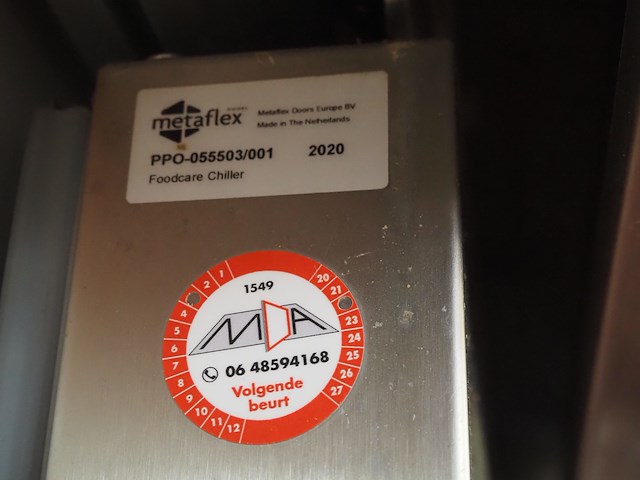 metaflex
DOORS
Metaflex Doors Europe BV
Made in The Netherlands
PPO-055503/001 2020
Foodcare Chiller
1549
MDA
06 48594168
Volgende
beurt
1
2
4
5
6
7
8
9
10
11
12
20
21
23
24
25
26
27